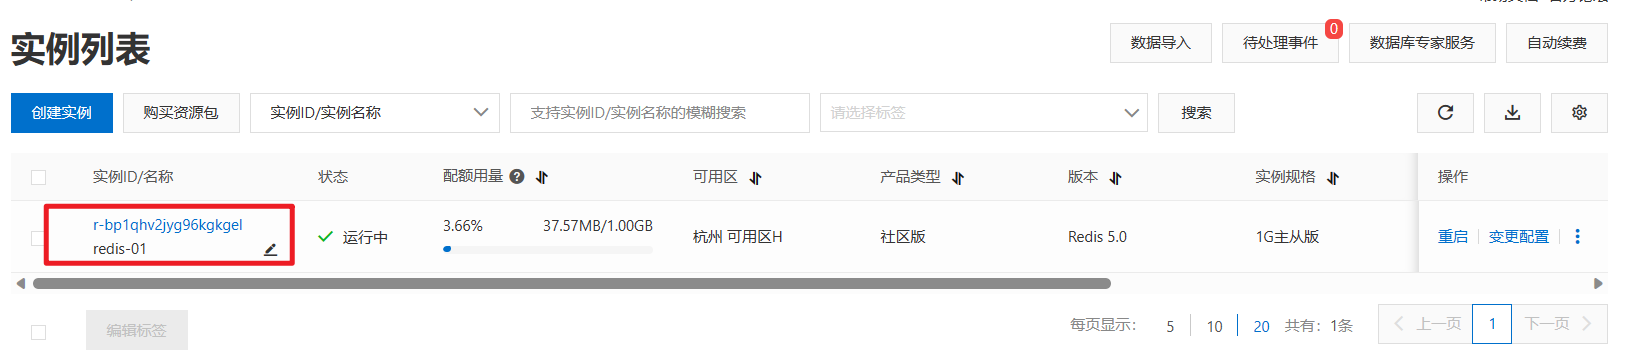 实例列表
数据导入 待处理事件 0 数据库专家服务 自动续费
创建实例 购买资源包 实例ID/实例名称 支持实例ID/实例名称的模糊搜索 请选择标签 搜索
实例ID/名称 状态 配额用量 可用区 产品类型 版本 实例规格 操作
r-bp1qhv2jyg96kgkgel
redis-01
运行中
3.66% 37.57MB/1.00GB
杭州 可用区H 社区版 Redis 5.0 1G主从版 重启 变更配置
编辑标签 每页显示: 5 10 20 共有: 1条 上一页 1 下一页